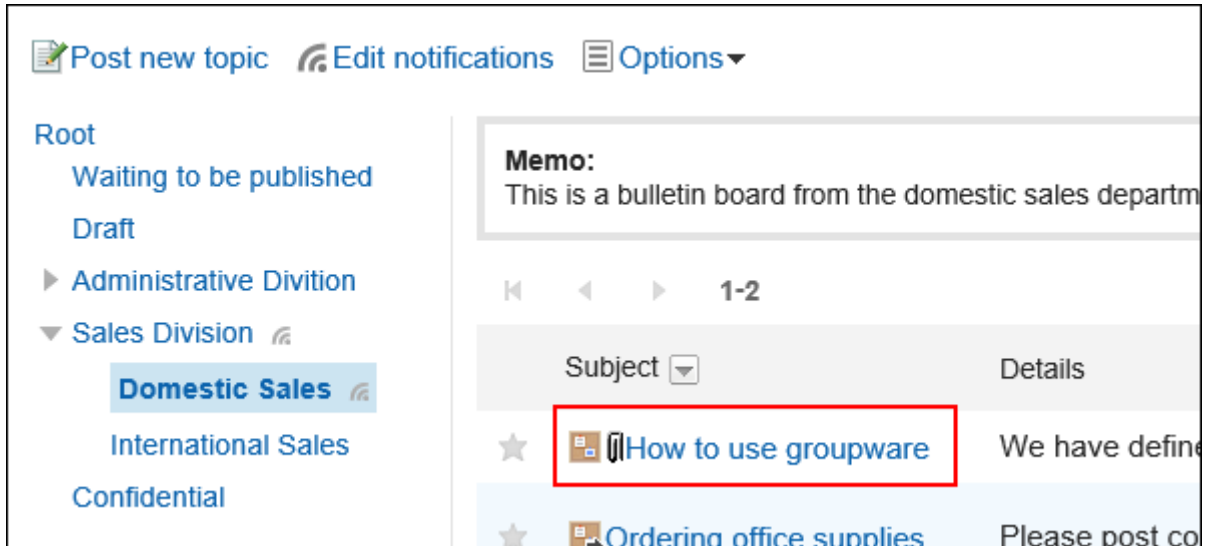 Post new topic Edit notifications Options
Root
Waiting to be published
Draft
Administrative Divition
Sales Division
Domestic Sales
International Sales
Confidential
Memo:
This is a bulletin board from the domestic sales departm
1-2
Subject Details
How to use groupware We have define
Ordering office supplies Please post co